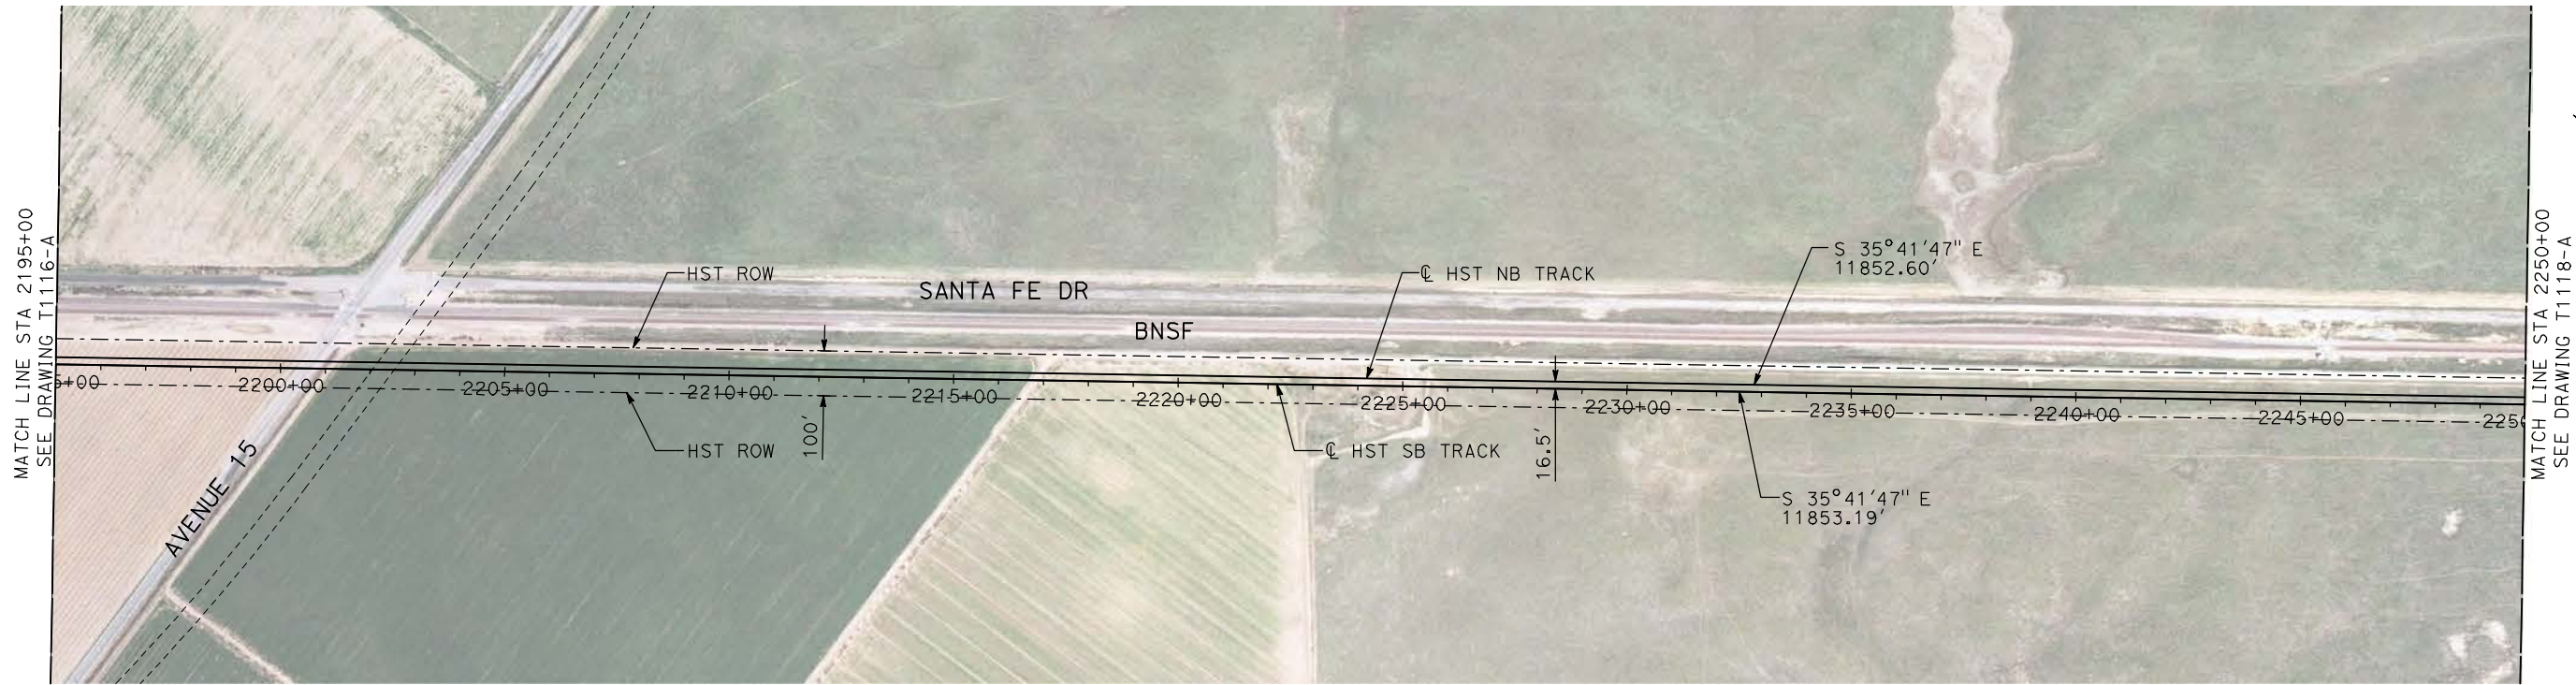 MATCH LINE STA 2195+00
SEE DRAWING T1116-A
HST ROW
SANTA FE DR
BNSF
℄ HST NB TRACK
S 35°41'47" E
11852.60'
5+00
2200+00
2205+00
2210+00
2215+00
2220+00
2225+00
2230+00
2235+00
2240+00
2245+00
2250
HST ROW
100'
℄ HST SB TRACK
16.5'
S 35°41'47" E
11853.19'
AVENUE 15
MATCH LINE STA 2250+00
SEE DRAWING T1118-A